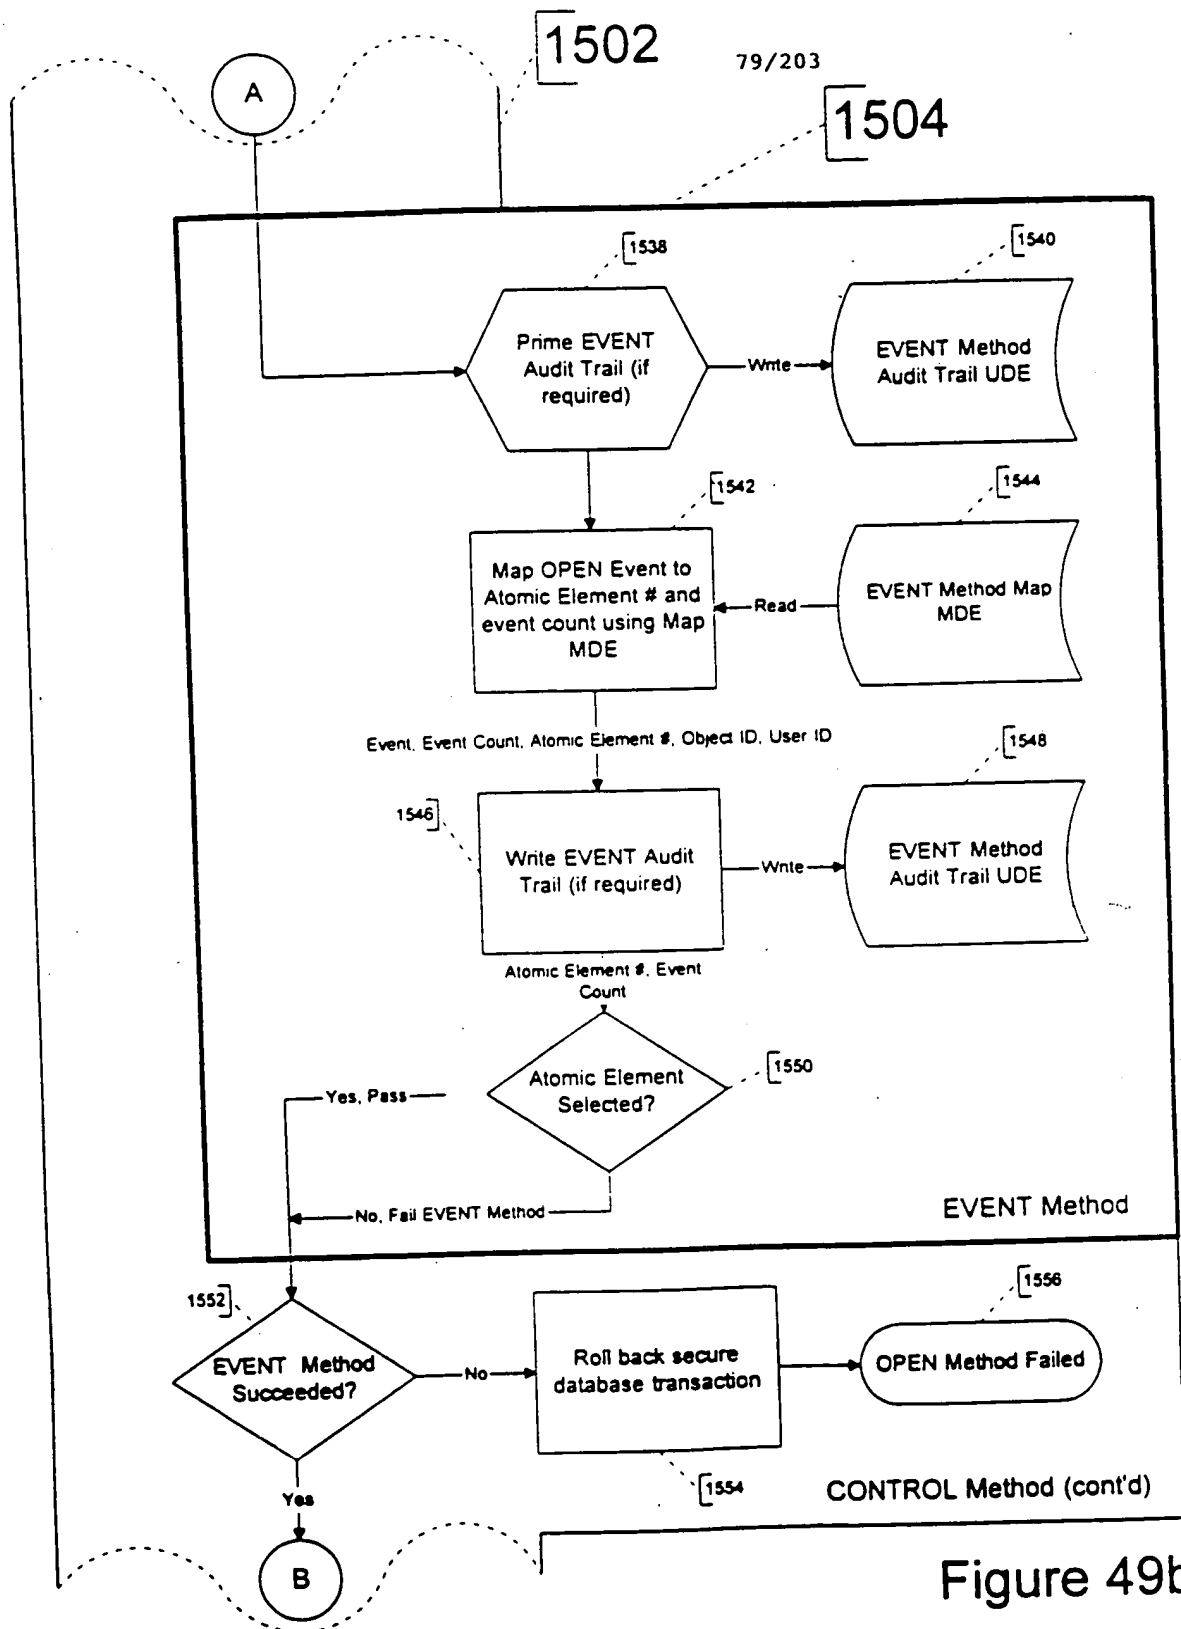 1502
79/203
A
1504
1538
1540
Prime EVENT
Audit Trail (if
required)
Write
EVENT Method
Audit Trail UDE
1542
1544
Map OPEN Event to
Atomic Element # and
event count using Map
MDE
Read
EVENT Method Map
MDE
Event, Event Count, Atomic Element #, Object ID, User ID
1548
1546
Write EVENT Audit
Trail (if required)
Write
EVENT Method
Audit Trail UDE
Atomic Element #, Event
Count
1550
Atomic Element
Selected?
Yes, Pass
No, Fail EVENT Method
EVENT Method
1552
1556
EVENT Method
Succeeded?
No
Roll back secure
database transaction
OPEN Method Failed
1554
Yes
CONTROL Method (cont'd)
B
Figure 49b